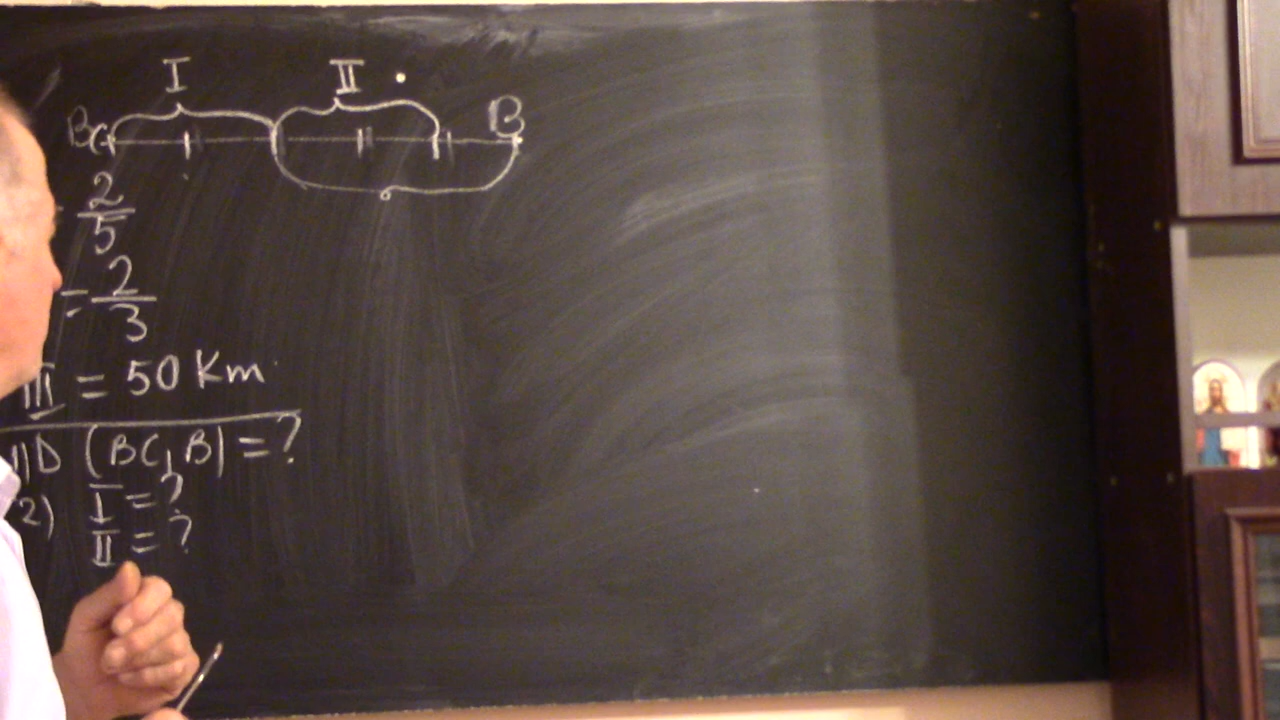 I II
BC B
2/5
= 2/3
III = 50 Km
1) D (BC, B) = ?
2) I = ?
II = ?